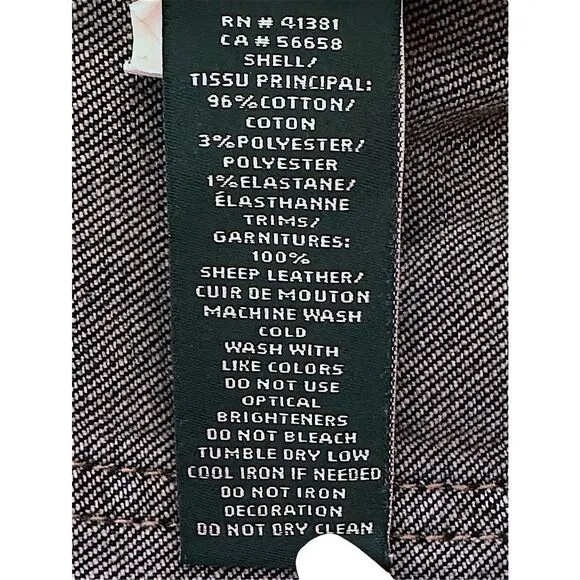 RN # 41381
CA # 56658
SHELL/
TISSU PRINCIPAL:
96%COTTON/
COTON
3%POLYESTER/
POLYESTER
1%ELASTANE/
ÉLASTHANNE
TRIMS/
GARNITURES:
100%
SHEEP LEATHER/
CUIR DE MOUTON
MACHINE WASH
COLD
WASH WITH
LIKE COLORS
DO NOT USE
OPTICAL
BRIGHTENERS
DO NOT BLEACH
TUMBLE DRY LOW
COOL IRON IF NEEDED
DO NOT IRON
DECORATION
DO NOT DRY CLEAN